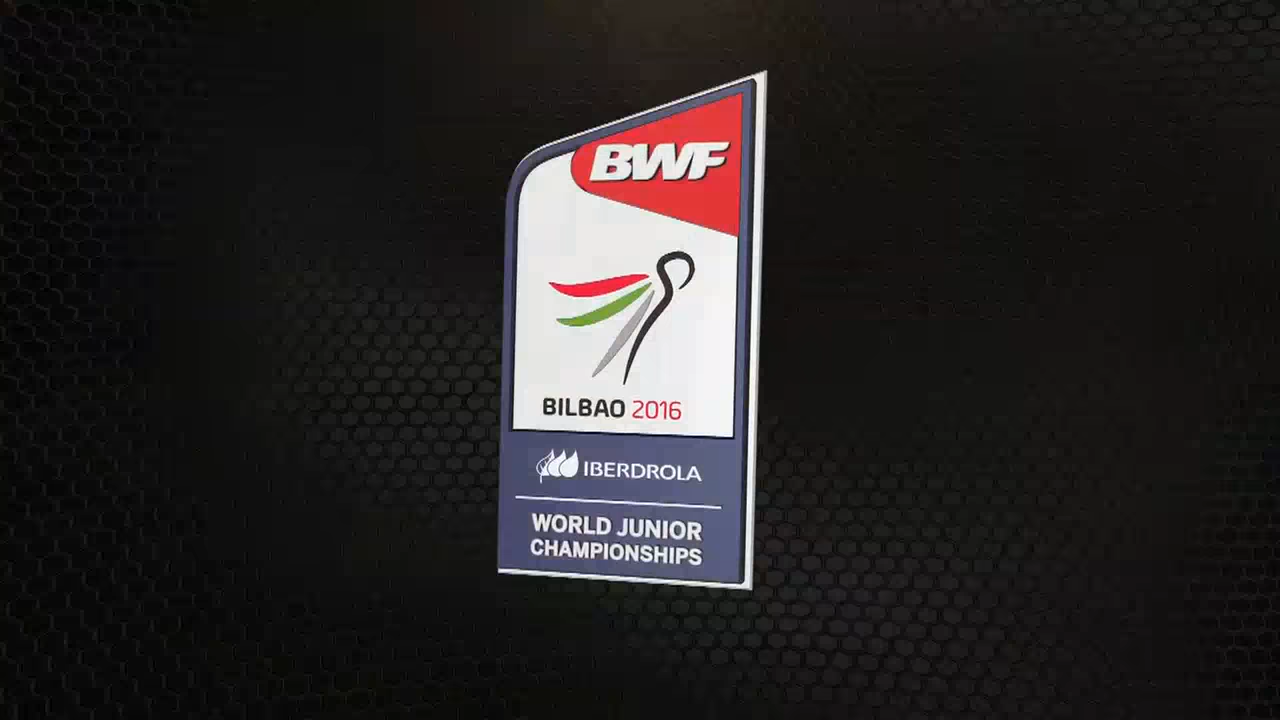 BWF
BILBAO 2016
IBERDROLA
WORLD JUNIOR
CHAMPIONSHIPS